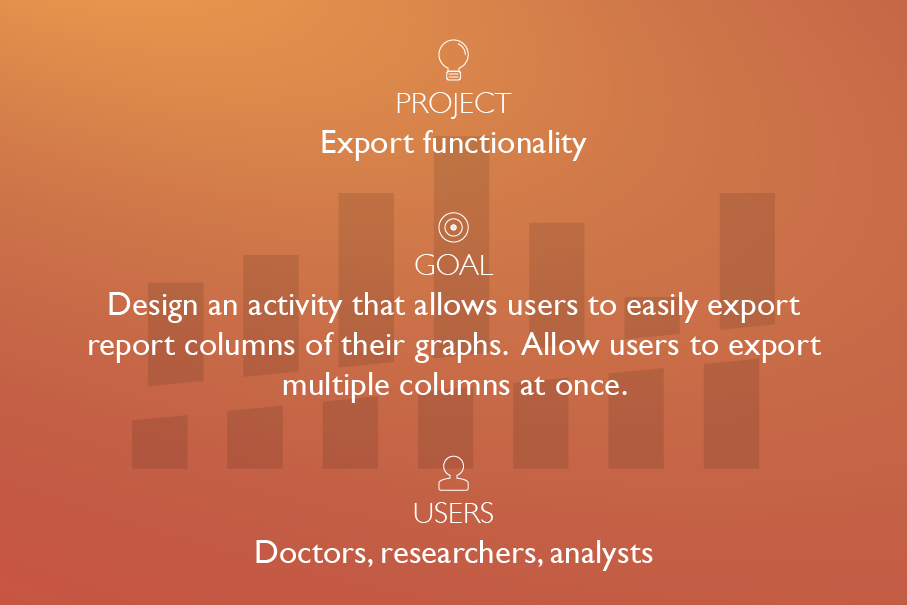 PROJECT
Export functionality
GOAL
Design an activity that allows users to easily export
report columns of their graphs. Allow users to export
multiple columns at once.
USERS
Doctors, researchers, analysts